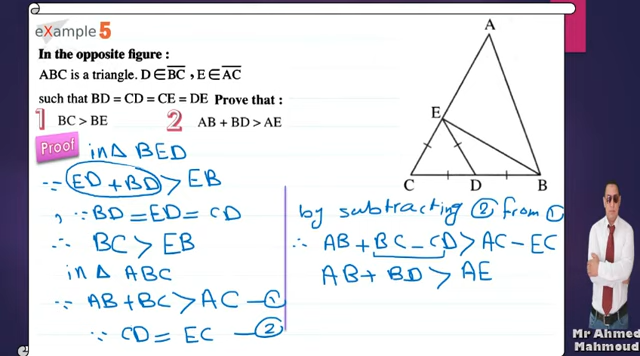 eXample 5
In the opposite figure :
ABC is a triangle. D ∈ \overline{BC}, E ∈ \overline{AC}
such that BD = CD = CE = DE Prove that :
1 BC > BE 2 AB + BD > AE
Proof in Δ BED
∵ ED + BD > EB
, ∵ BD = ED = CD
∴ BC > EB
in Δ ABC
∵ AB + BC > AC — ①
∵ CD = EC — ②
A
E
C D B
by subtracting ② from ①
∴ AB + BC - CD > AC - EC
AB + BD > AE
Mr Ahmed
Mahmoud